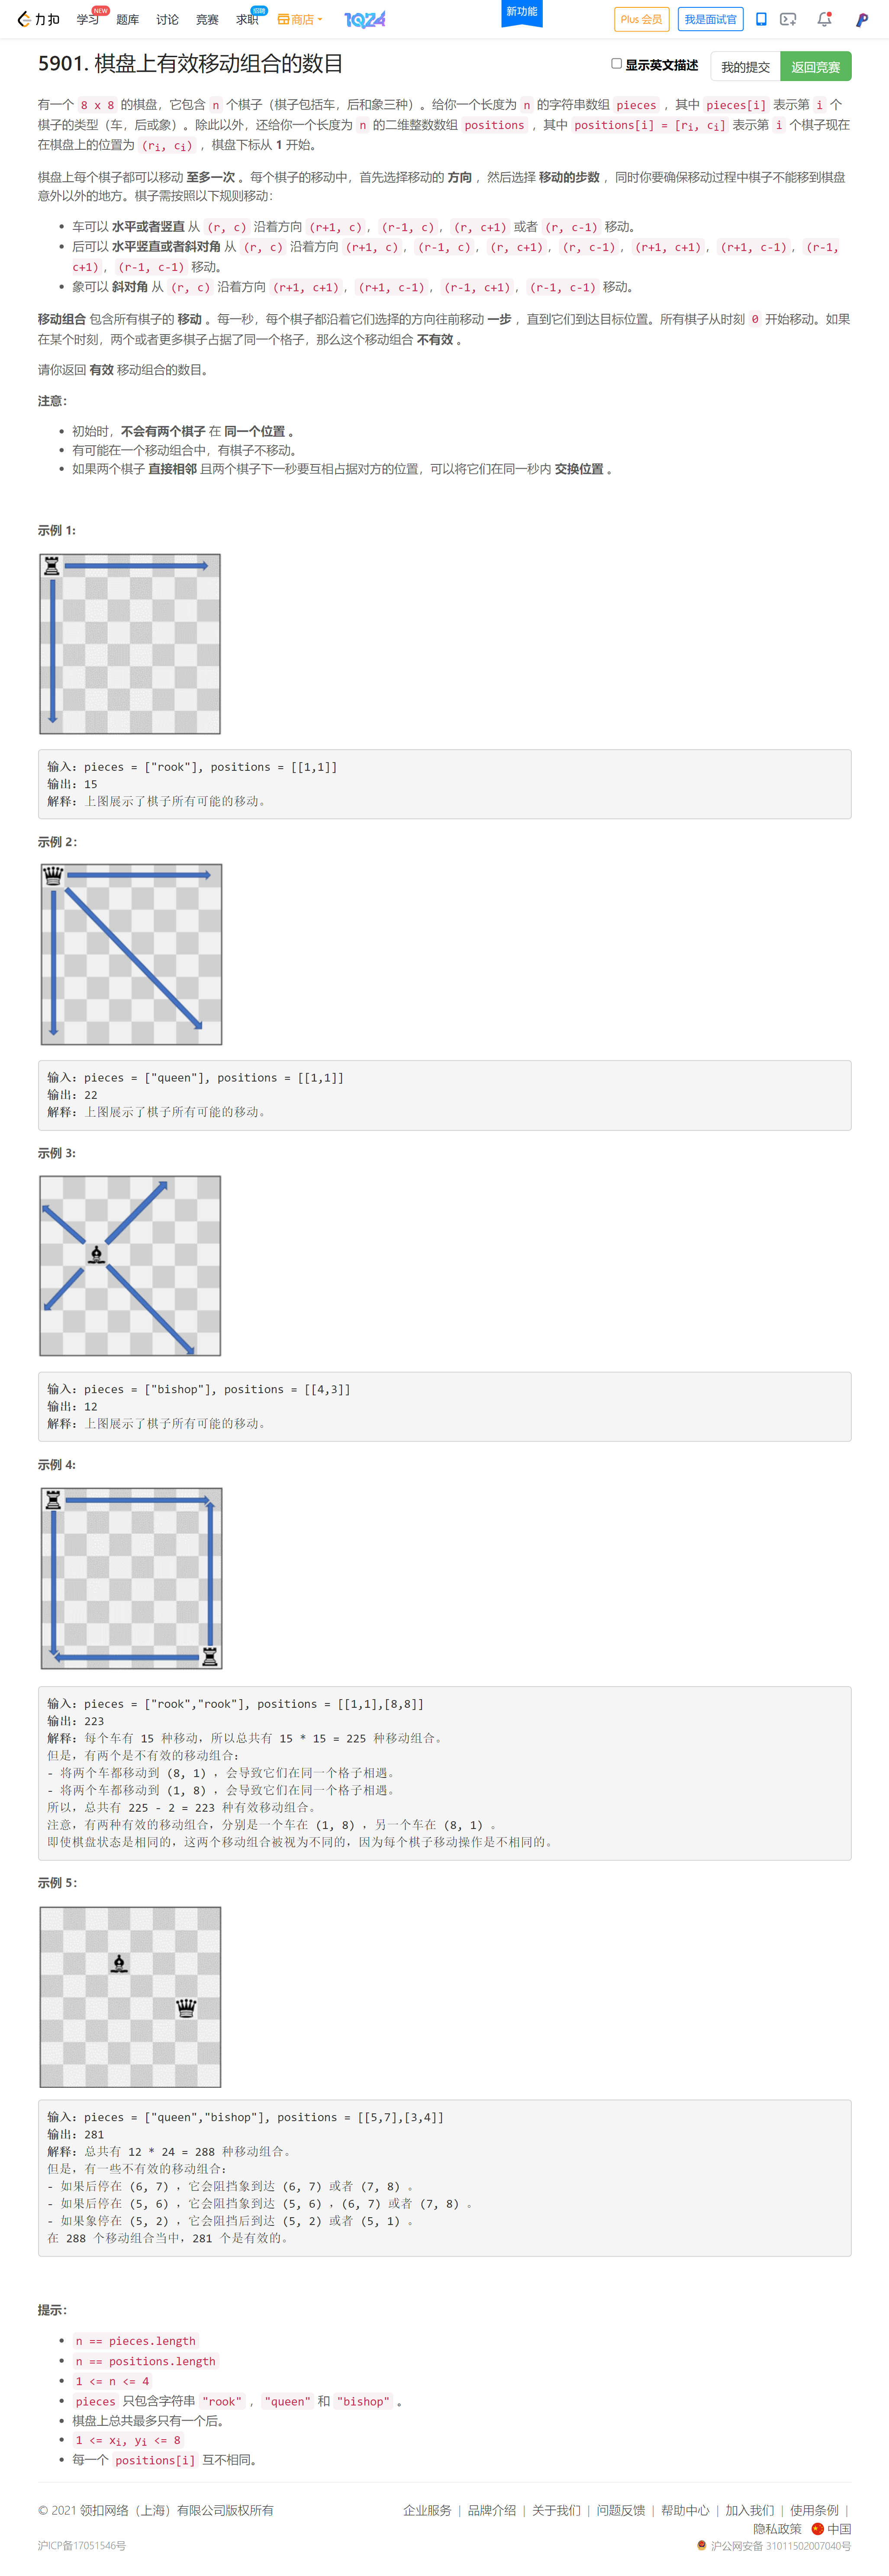 力扣 学习 NEW 题库 讨论 竞赛 求职 招聘 商店 1024 新功能 Plus 会员 我是面试官
5901. 棋盘上有效移动组合的数目 显示英文描述 我的提交 返回竞赛
有一个 8 x 8 的棋盘，它包含 n 个棋子（棋子包括车，后和象三种）。给你一个长度为 n 的字符串数组 pieces ，其中 pieces[i] 表示第 i 个
棋子的类型（车，后或象）。除此以外，还给你一个长度为 n 的二维整数数组 positions ，其中 positions[i] = [ri, ci] 表示第 i 个棋子现在
在棋盘上的位置为 (ri, ci) ，棋盘下标从 1 开始。
棋盘上每个棋子都可以移动 至多一次 。每个棋子的移动中，首先选择移动的 方向 ，然后选择 移动的步数 ，同时你要确保移动过程中棋子不能移到棋盘
意外以外的地方。棋子需按照以下规则移动：
• 车可以 水平或者竖直 从 (r, c) 沿着方向 (r+1, c)，(r-1, c)，(r, c+1) 或者 (r, c-1) 移动。
• 后可以 水平竖直或者斜对角 从 (r, c) 沿着方向 (r+1, c)，(r-1, c)，(r, c+1)，(r, c-1)，(r+1, c+1)，(r+1, c-1)，(r-1,
c+1)，(r-1, c-1) 移动。
• 象可以 斜对角 从 (r, c) 沿着方向 (r+1, c+1)，(r+1, c-1)，(r-1, c+1)，(r-1, c-1) 移动。
移动组合 包含所有棋子的 移动 。每一秒，每个棋子都沿着它们选择的方向往前移动 一步 ，直到它们到达目标位置。所有棋子从时刻 0 开始移动。如果
在某个时刻，两个或者更多棋子占据了同一个格子，那么这个移动组合 不有效 。
请你返回 有效 移动组合的数目。
注意：
• 初始时，不会有两个棋子 在 同一个位置 。
• 有可能在一个移动组合中，有棋子不移动。
• 如果两个棋子 直接相邻 且两个棋子下一秒要互相占据对方的位置，可以将它们在同一秒内 交换位置 。
示例 1:
输入：pieces = ["rook"], positions = [[1,1]]
输出：15
解释：上图展示了棋子所有可能的移动。
示例 2：
输入：pieces = ["queen"], positions = [[1,1]]
输出：22
解释：上图展示了棋子所有可能的移动。
示例 3:
输入：pieces = ["bishop"], positions = [[4,3]]
输出：12
解释：上图展示了棋子所有可能的移动。
示例 4:
输入：pieces = ["rook","rook"], positions = [[1,1],[8,8]]
输出：223
解释：每个车有 15 种移动，所以总共有 15 * 15 = 225 种移动组合。
但是，有两个是不有效的移动组合：
- 将两个车都移动到 (8, 1) ，会导致它们在同一个格子相遇。
- 将两个车都移动到 (1, 8) ，会导致它们在同一个格子相遇。
所以，总共有 225 - 2 = 223 种有效移动组合。
注意，有两种有效的移动组合，分别是一个车在 (1, 8) ，另一个车在 (8, 1) 。
即使棋盘状态是相同的，这两个移动组合被视为不同的，因为每个棋子移动操作是不相同的。
示例 5：
输入：pieces = ["queen","bishop"], positions = [[5,7],[3,4]]
输出：281
解释：总共有 12 * 24 = 288 种移动组合。
但是，有一些不有效的移动组合：
- 如果后停在 (6, 7) ，它会阻挡象到达 (6, 7) 或者 (7, 8) 。
- 如果后停在 (5, 6) ，它会阻挡象到达 (5, 6) ，(6, 7) 或者 (7, 8) 。
- 如果象停在 (5, 2) ，它会阻挡后到达 (5, 2) 或者 (5, 1) 。
在 288 个移动组合当中，281 个是有效的。
提示：
• n == pieces.length
• n == positions.length
• 1 <= n <= 4
• pieces 只包含字符串 "rook" ，"queen" 和 "bishop" 。
• 棋盘上总共最多只有一个后。
• 1 <= xi, yi <= 8
• 每一个 positions[i] 互不相同。
© 2021 领扣网络（上海）有限公司版权所有 企业服务 | 品牌介绍 | 关于我们 | 问题反馈 | 帮助中心 | 加入我们 | 使用条例 |
隐私政策 中国
沪ICP备17051546号 沪公网安备 31011502007040号